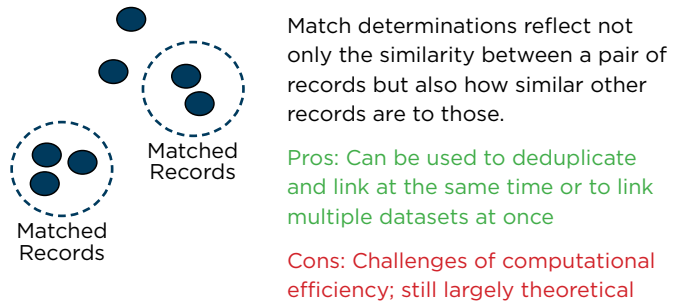 Match determinations reflect not
only the similarity between a pair of
records but also how similar other
records are to those.
Pros: Can be used to deduplicate
and link at the same time or to link
multiple datasets at once
Cons: Challenges of computational
efficiency; still largely theoretical
Matched
Records
Matched
Records